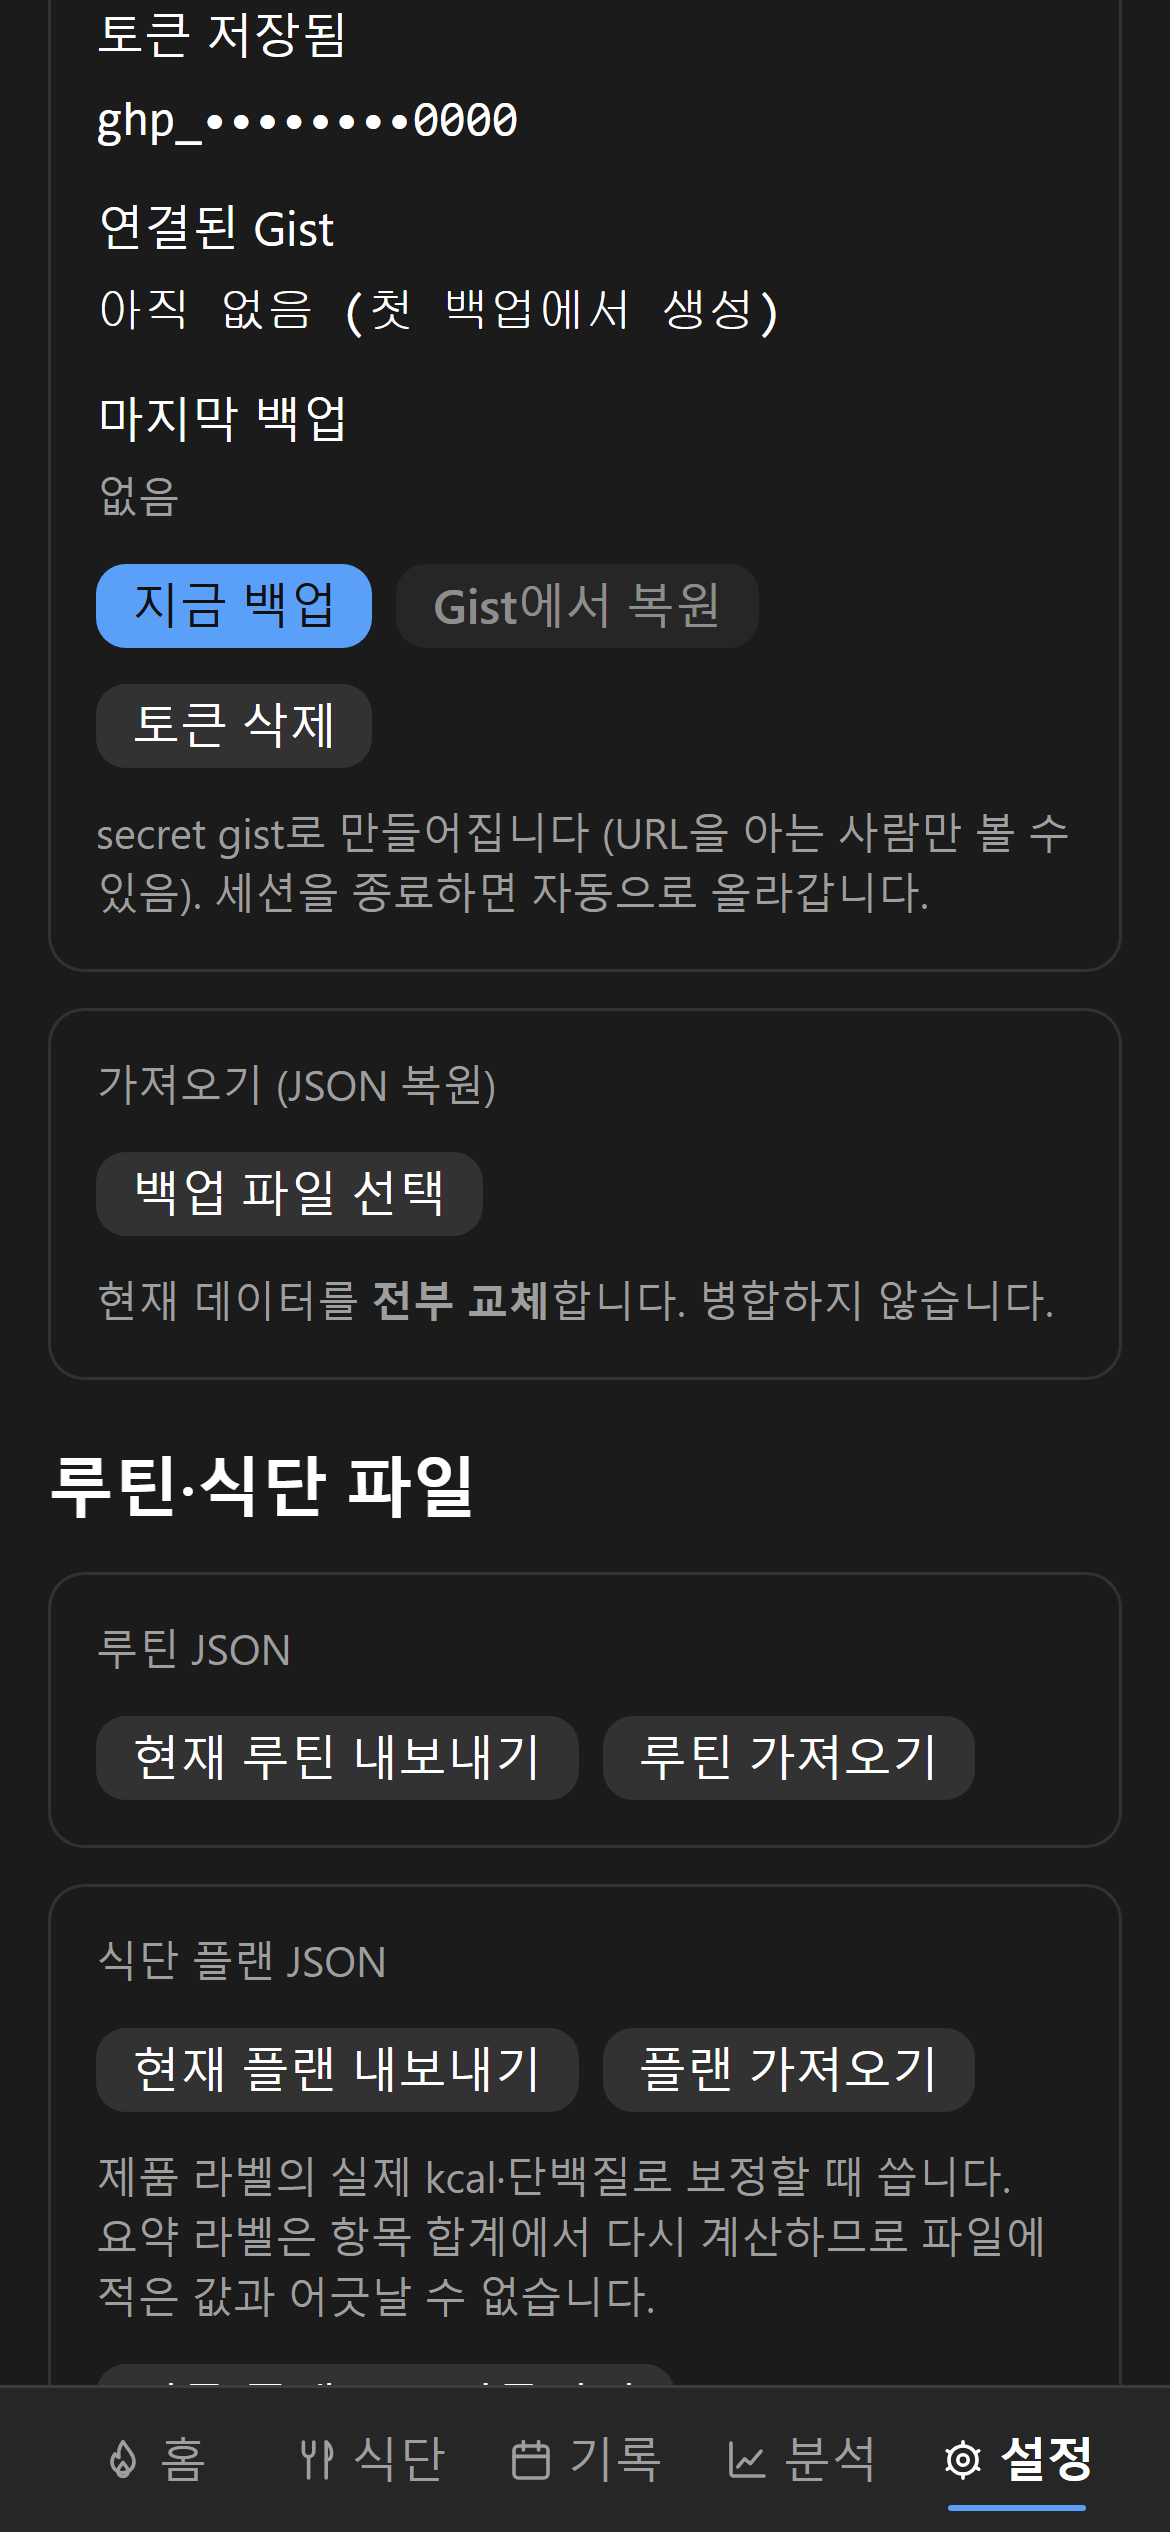 토큰 저장됨
ghp_••••••••0000
연결된 Gist
아직 없음 (첫 백업에서 생성)
마지막 백업
없음
지금 백업
Gist에서 복원
토큰 삭제
secret gist로 만들어집니다 (URL을 아는 사람만 볼 수
있음). 세션을 종료하면 자동으로 올라갑니다.
가져오기 (JSON 복원)
백업 파일 선택
현재 데이터를 전부 교체합니다. 병합하지 않습니다.
루틴·식단 파일
루틴 JSON
현재 루틴 내보내기
루틴 가져오기
식단 플랜 JSON
현재 플랜 내보내기
플랜 가져오기
제품 라벨의 실제 kcal·단백질로 보정할 때 씁니다.
요약 라벨은 항목 합계에서 다시 계산하므로 파일에
적은 값과 어긋날 수 없습니다.
홈
식단
기록
분석
설정